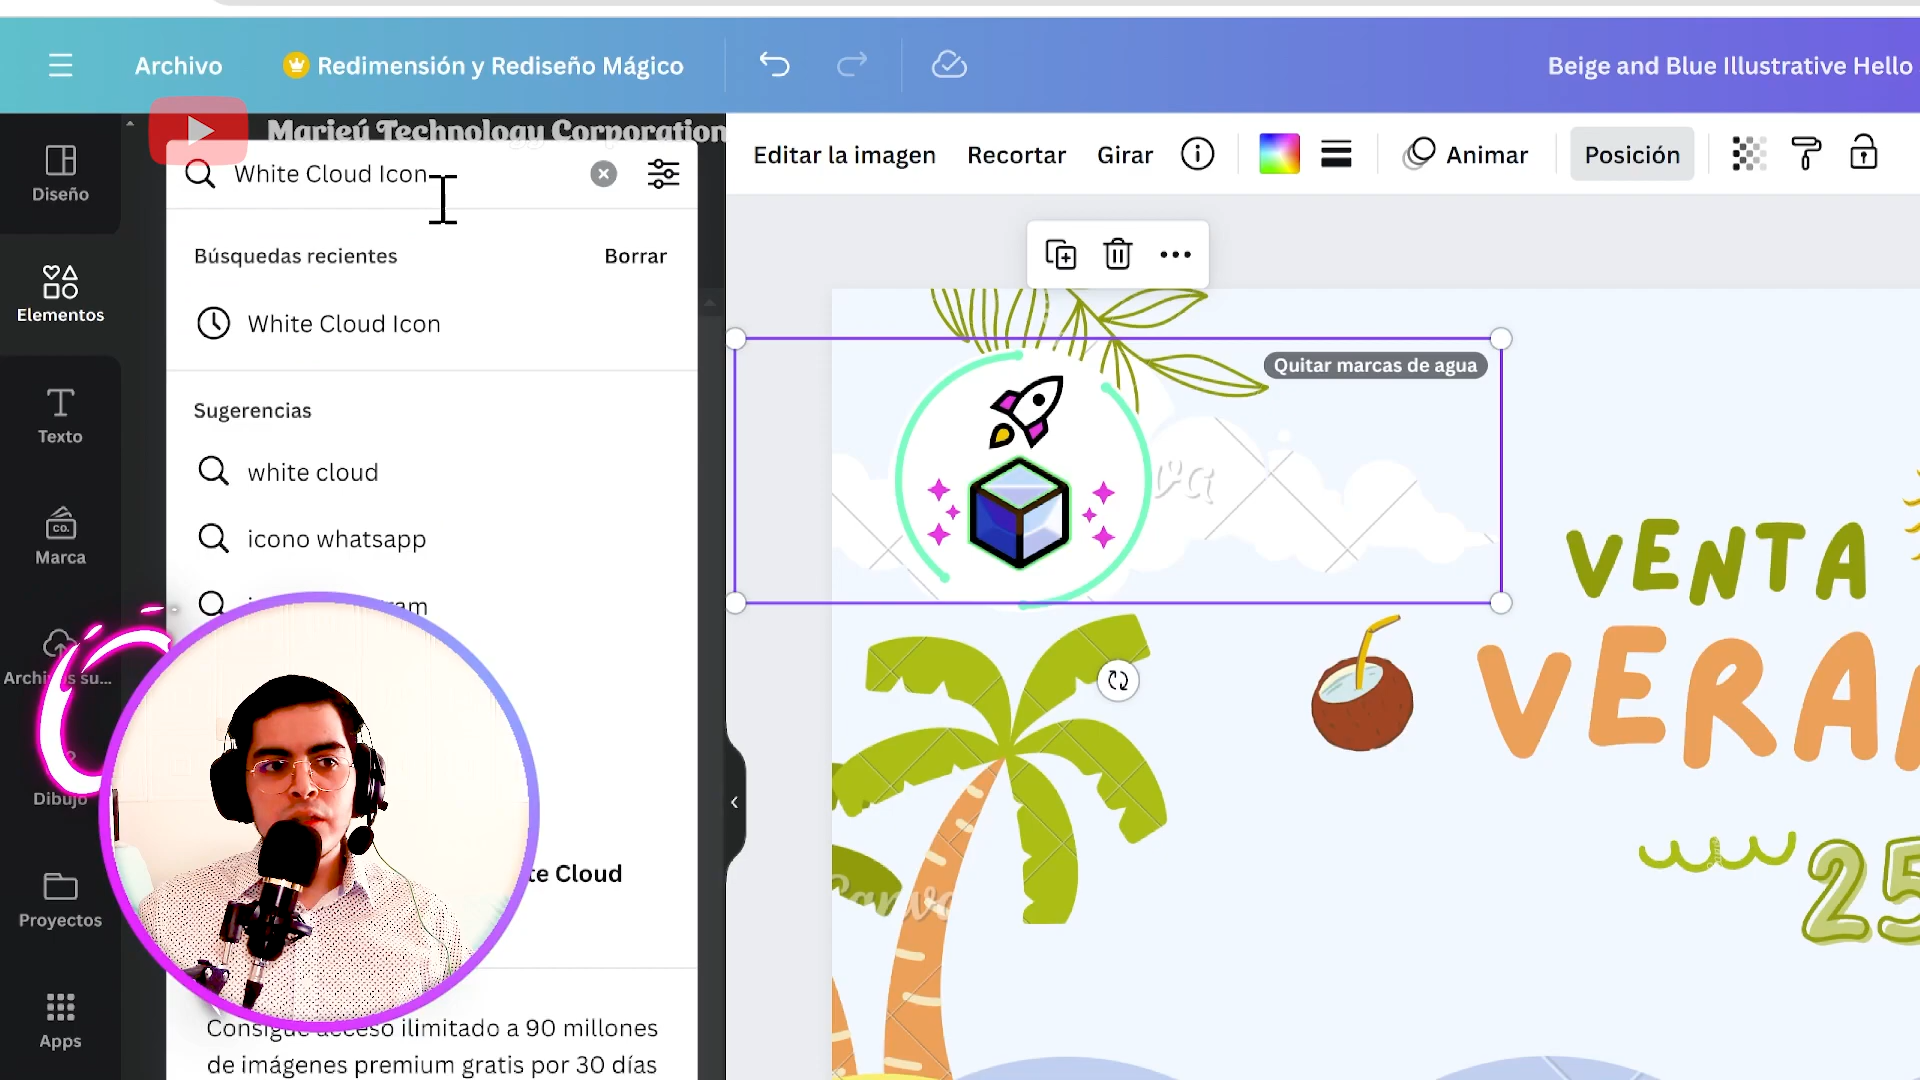 Archivo
Redimensión y Rediseño Mágico
Beige and Blue Illustrative Hello
Marieú Technology Corporation
White Cloud Icon
Editar la imagen
Recortar
Girar
Animar
Posición
Diseño
Elementos
Texto
Marca
CO.
Dibujo
Proyectos
Apps
Búsquedas recientes
Borrar
White Cloud Icon
Sugerencias
white cloud
icono whatsapp
Cloud
Consigue acceso ilimitado a 90 millones
de imágenes premium gratis por 30 días
Quitar marcas de agua
VENTA
VERA
25
Canva